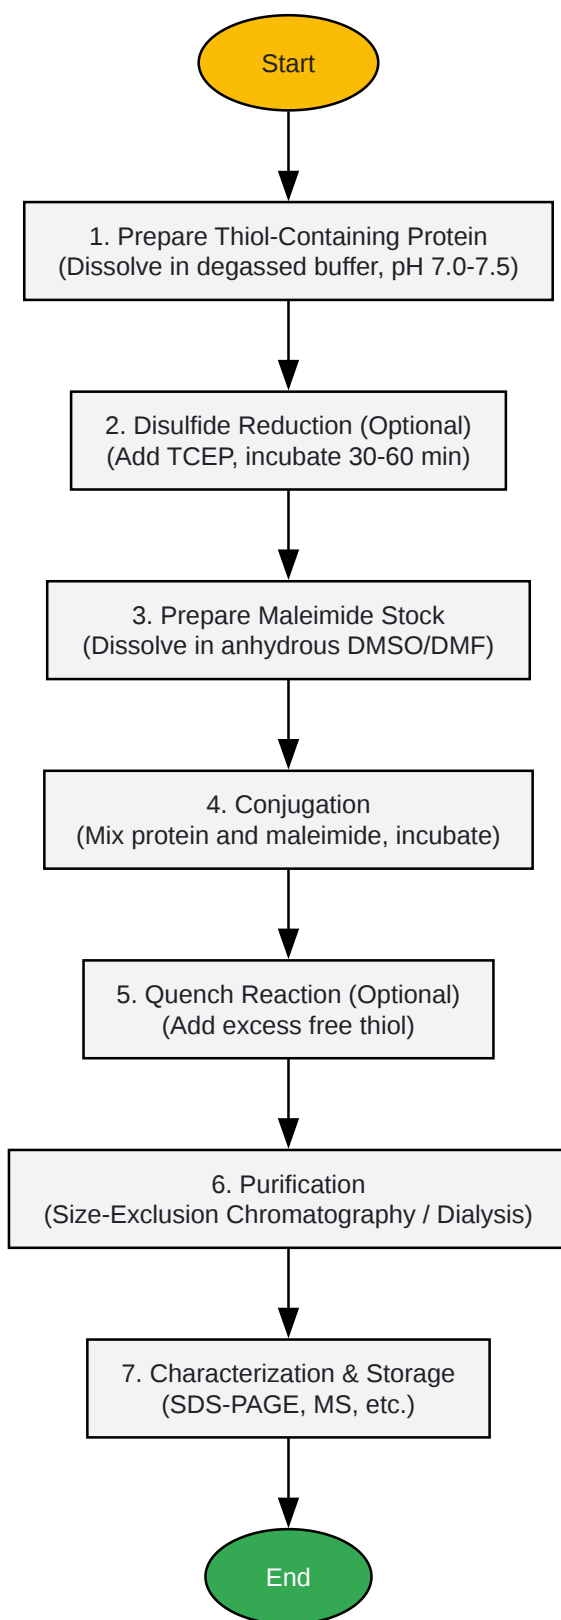 Start
1. Prepare Thiol-Containing Protein
(Dissolve in degassed buffer, pH 7.0-7.5)
2. Disulfide Reduction (Optional)
(Add TCEP, incubate 30-60 min)
3. Prepare Maleimide Stock
(Dissolve in anhydrous DMSO/DMF)
4. Conjugation
(Mix protein and maleimide, incubate)
5. Quench Reaction (Optional)
(Add excess free thiol)
6. Purification
(Size-Exclusion Chromatography / Dialysis)
7. Characterization & Storage
(SDS-PAGE, MS, etc.)
End